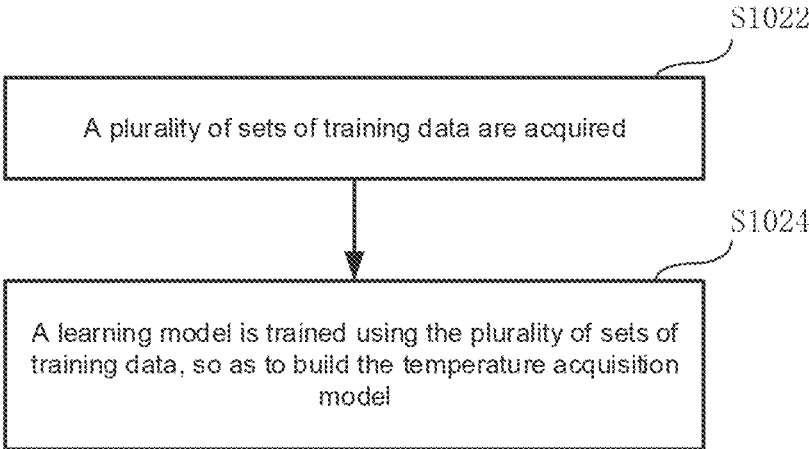 S1022
A plurality of sets of training data are acquired
S1024
A learning model is trained using the plurality of sets of
training data, so as to build the temperature acquisition
model